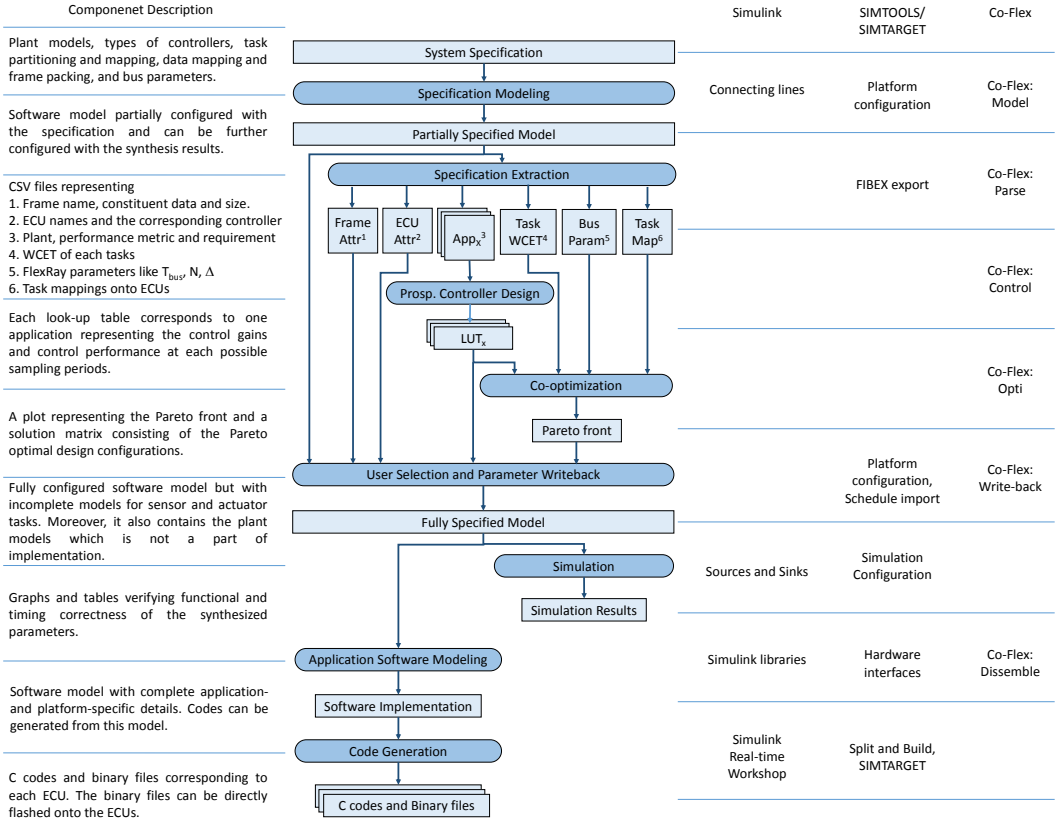 Componenet Description
Plant models, types of controllers, task
partitioning and mapping, data mapping and
frame packing, and bus parameters.
Software model partially configured with
the specification and can be further
configured with the synthesis results.
CSV files representing
1. Frame name, constituent data and size.
2. ECU names and the corresponding controller
3. Plant, performance metric and requirement
4. WCET of each tasks
5. FlexRay parameters like T_bus, N, Δ
6. Task mappings onto ECUs
Each look-up table corresponds to one
application representing the control gains
and control performance at each possible
sampling periods.
A plot representing the Pareto front and a
solution matrix consisting of the Pareto
optimal design configurations.
Fully configured software model but with
incomplete models for sensor and actuator
tasks. Moreover, it also contains the plant
models which is not a part of
implementation.
Graphs and tables verifying functional and
timing correctness of the synthesized
parameters.
Software model with complete application-
and platform-specific details. Codes can be
generated from this model.
C codes and binary files corresponding to
each ECU. The binary files can be directly
flashed onto the ECUs.
System Specification
Specification Modeling
Partially Specified Model
Specification Extraction
Frame
Attr¹
ECU
Attr²
App_x³
Task
WCET⁴
Bus
Param⁵
Task
Map⁶
Prosp. Controller Design
LUT_x
Co-optimization
Pareto front
User Selection and Parameter Writeback
Fully Specified Model
Simulation
Simulation Results
Application Software Modeling
Software Implementation
Code Generation
C codes and Binary files
Simulink
SIMTOOLS/
SIMTARGET
Co-Flex
Connecting lines
Platform
configuration
Co-Flex:
Model
FIBEX export
Co-Flex:
Parse
Co-Flex:
Control
Co-Flex:
Opti
Platform
configuration,
Schedule import
Co-Flex:
Write-back
Sources and Sinks
Simulation
Configuration
Simulink libraries
Hardware
interfaces
Co-Flex:
Dissemble
Simulink
Real-time
Workshop
Split and Build,
SIMTARGET